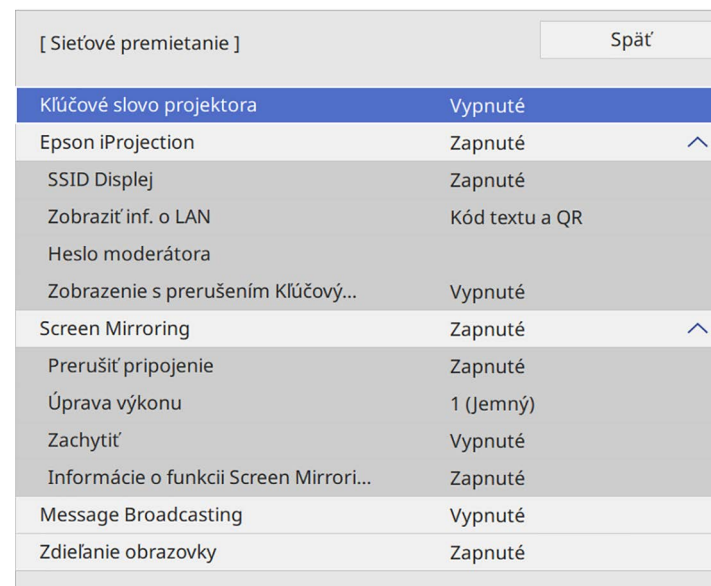 [ Sieťové premietanie ] Späť
Kľúčové slovo projektora Vypnuté
Epson iProjection Zapnuté
SSID Displej Zapnuté
Zobraziť inf. o LAN Kód textu a QR
Heslo moderátora
Zobrazenie s prerušením Kľúčový... Vypnuté
Screen Mirroring Zapnuté
Prerušiť pripojenie Zapnuté
Úprava výkonu 1 (Jemný)
Zachytiť Vypnuté
Informácie o funkcii Screen Mirrori... Zapnuté
Message Broadcasting Vypnuté
Zdieľanie obrazovky Zapnuté